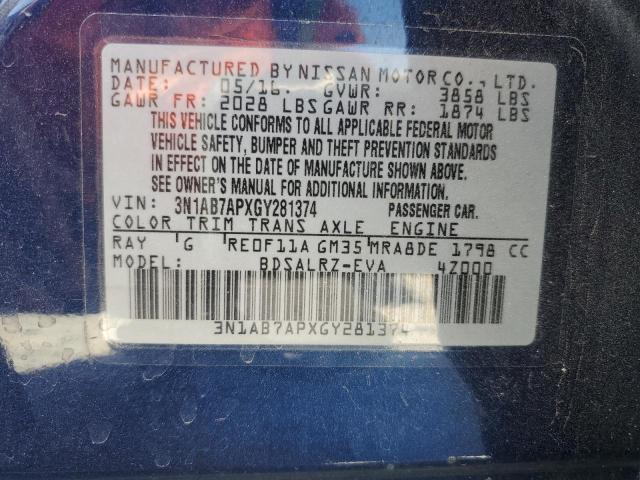 MANUFACTURED BY NISSAN MOTOR CO., LTD.
DATE: 05/16. GVWR: 3858 LBS
GAWR FR: 2028 LBS GAWR RR: 1874 LBS
THIS VEHICLE CONFORMS TO ALL APPLICABLE FEDERAL MOTOR
VEHICLE SAFETY, BUMPER AND THEFT PREVENTION STANDARDS
IN EFFECT ON THE DATE OF MANUFACTURE SHOWN ABOVE.
SEE OWNER'S MANUAL FOR ADDITIONAL INFORMATION.
VIN: 3N1AB7APXGY281374 PASSENGER CAR.
COLOR TRIM TRANS AXLE ENGINE
RAY G RE0F11A GM35 MRA8DE 1798 CC
MODEL: BDSALRZ-EVA 4Z000
3N1AB7APXGY281374